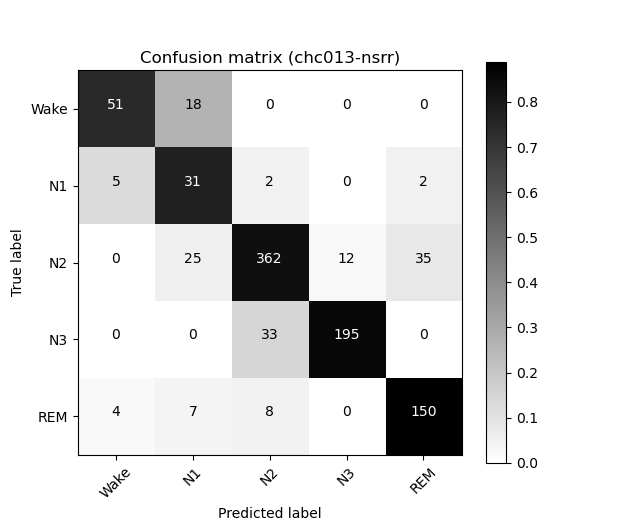 Confusion matrix (chc013-nsrr)
True label
Wake 51 18 0 0 0
N1 5 31 2 0 2
N2 0 25 362 12 35
N3 0 0 33 195 0
REM 4 7 8 0 150
Wake N1 N2 N3 REM
Predicted label
0.8
0.7
0.6
0.5
0.4
0.3
0.2
0.1
0.0